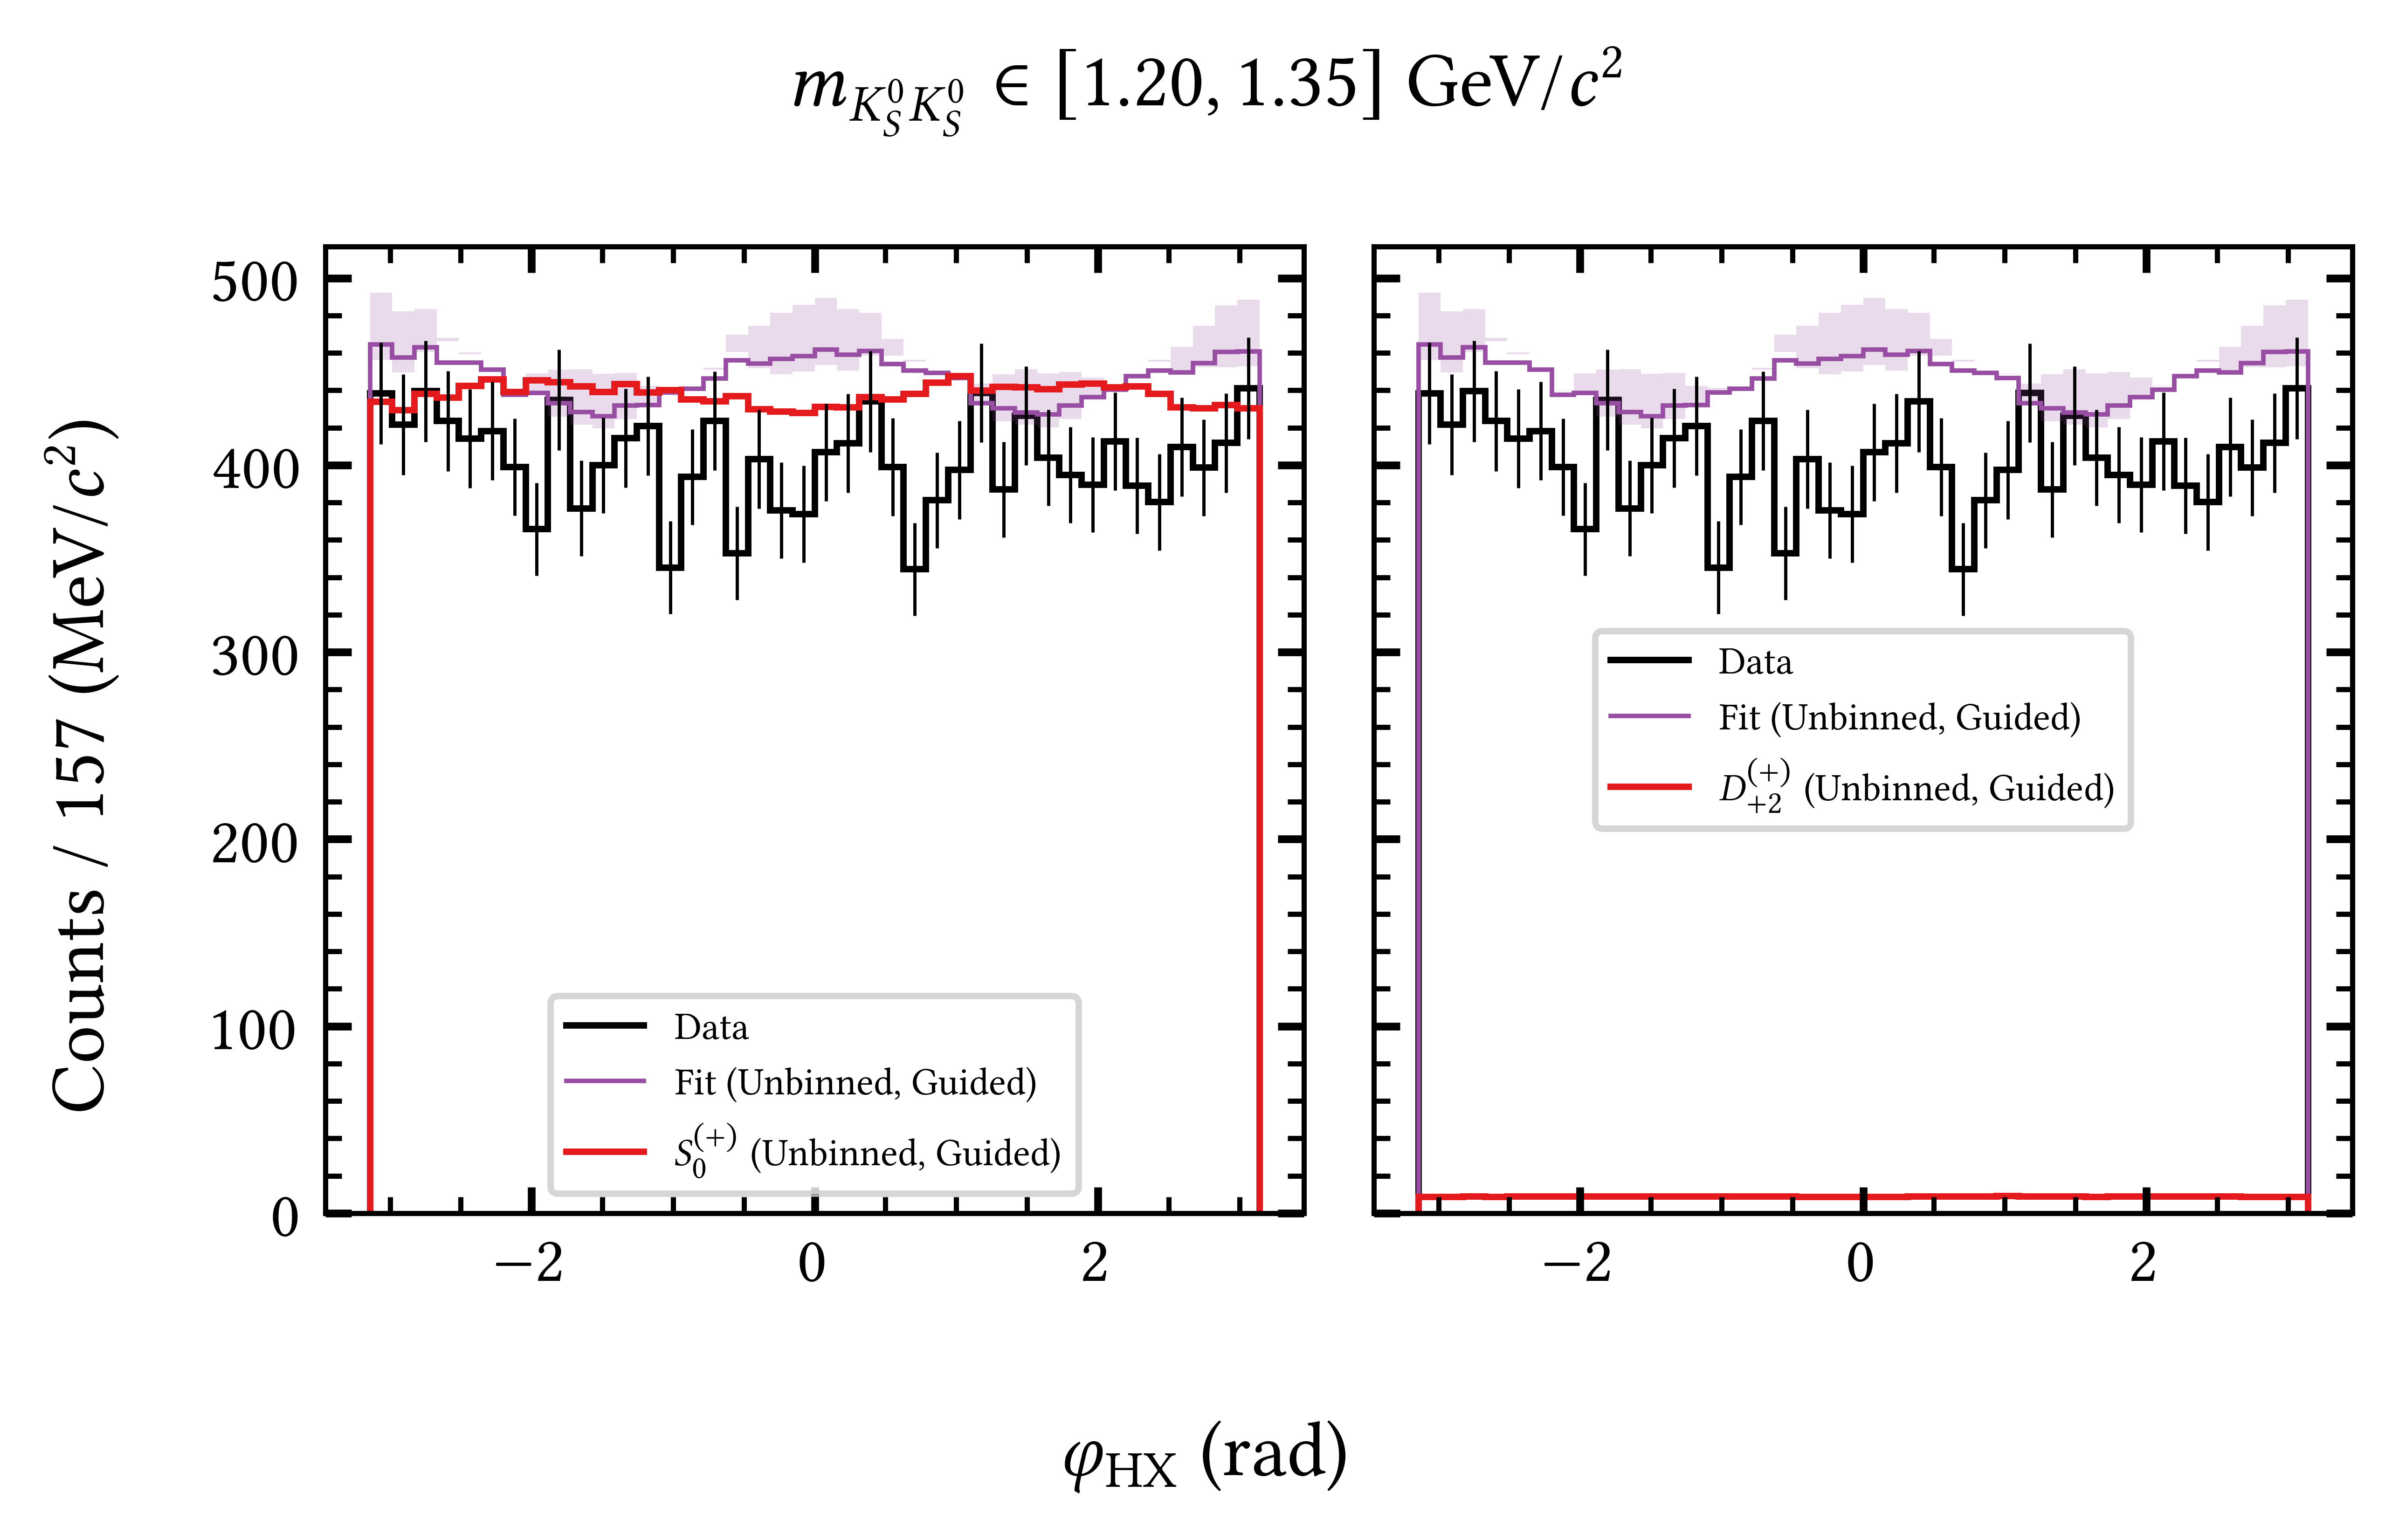 m_{K_S^0 K_S^0} ∈ [1.20, 1.35] GeV/c²
Counts / 157 (MeV/c²)
500
400
300
200
100
0
Data
Fit (Unbinned, Guided)
S_0^{(+)} (Unbinned, Guided)
−2
0
2
Data
Fit (Unbinned, Guided)
D_{+2}^{(+)} (Unbinned, Guided)
−2
0
2
φ_{HX} (rad)